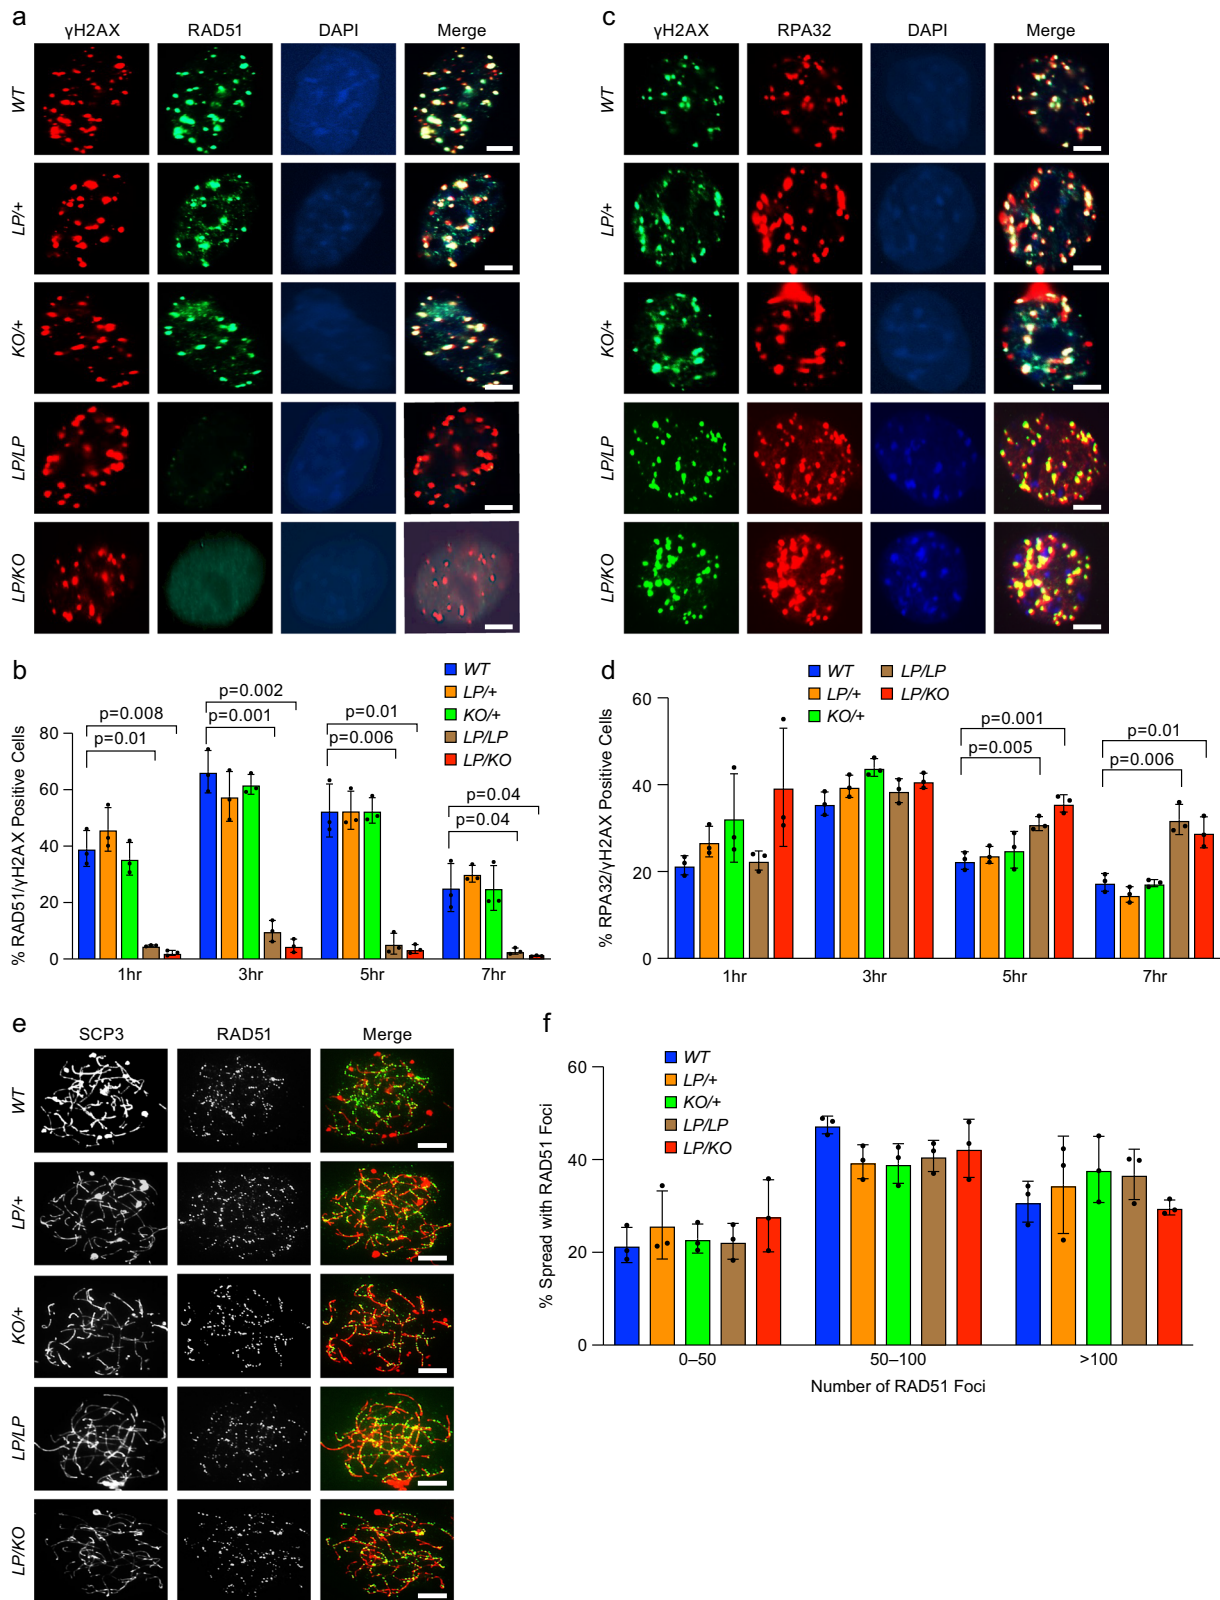 a
γH2AX RAD51 DAPI Merge
WT
LP/+
KO/+
LP/LP
LP/KO
c
γH2AX RPA32 DAPI Merge
WT
LP/+
KO/+
LP/LP
LP/KO
b
WT
LP/+
KO/+
LP/LP
LP/KO
% RAD51/γH2AX Positive Cells
80
60
40
20
0
p=0.008
p=0.01
p=0.002
p=0.001
p=0.01
p=0.006
p=0.04
p=0.04
1hr 3hr 5hr 7hr
d
WT
LP/+
KO/+
LP/LP
LP/KO
% RPA32/γH2AX Positive Cells
60
40
20
0
p=0.001
p=0.005
p=0.01
p=0.006
1hr 3hr 5hr 7hr
e
SCP3 RAD51 Merge
WT
LP/+
KO/+
LP/LP
LP/KO
f
WT
LP/+
KO/+
LP/LP
LP/KO
% Spread with RAD51 Foci
60
40
20
0
0–50 50–100 >100
Number of RAD51 Foci